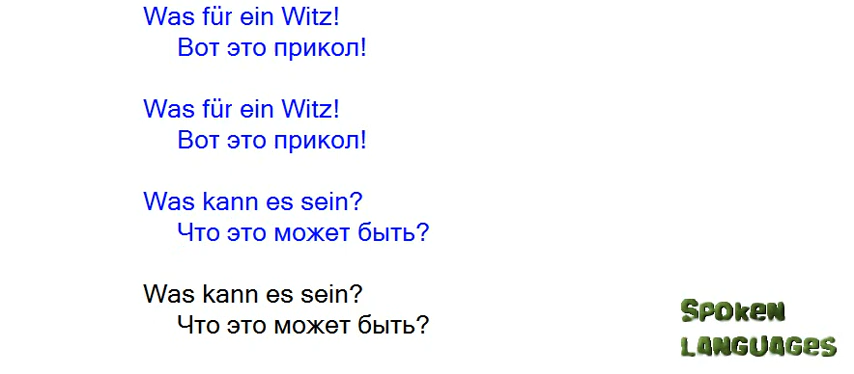 Was für ein Witz!
Вот это прикол!
Was für ein Witz!
Вот это прикол!
Was kann es sein?
Что это может быть?
Was kann es sein?
Что это может быть?
Spoken
Languages